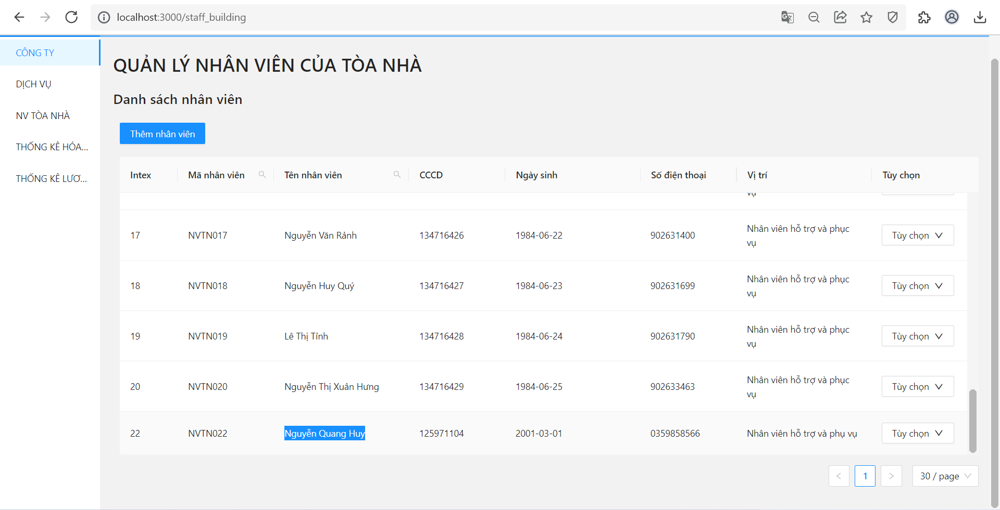 localhost:3000/staff_building
CÔNG TY
DỊCH VỤ
NV TÒA NHÀ
THỐNG KÊ HÓA...
THỐNG KÊ LƯƠ...
QUẢN LÝ NHÂN VIÊN CỦA TÒA NHÀ
Danh sách nhân viên
Thêm nhân viên
Intex Mã nhân viên Tên nhân viên CCCD Ngày sinh Số điện thoại Vị trí Tùy chọn
vụ
17 NVTN017 Nguyễn Văn Rảnh 134716426 1984-06-22 902631400 Nhân viên hỗ trợ và phục Tùy chọn
vụ
18 NVTN018 Nguyễn Huy Quý 134716427 1984-06-23 902631699 Nhân viên hỗ trợ và phục Tùy chọn
vụ
19 NVTN019 Lê Thị Tỉnh 134716428 1984-06-24 902631790 Nhân viên hỗ trợ và phục Tùy chọn
vụ
20 NVTN020 Nguyễn Thị Xuân Hưng 134716429 1984-06-25 902633463 Nhân viên hỗ trợ và phục Tùy chọn
vụ
22 NVTN022 Nguyễn Quang Huy 125971104 2001-03-01 0359858566 Nhân viên hỗ trợ và phụ vụ Tùy chọn
< 1 > 30 / page